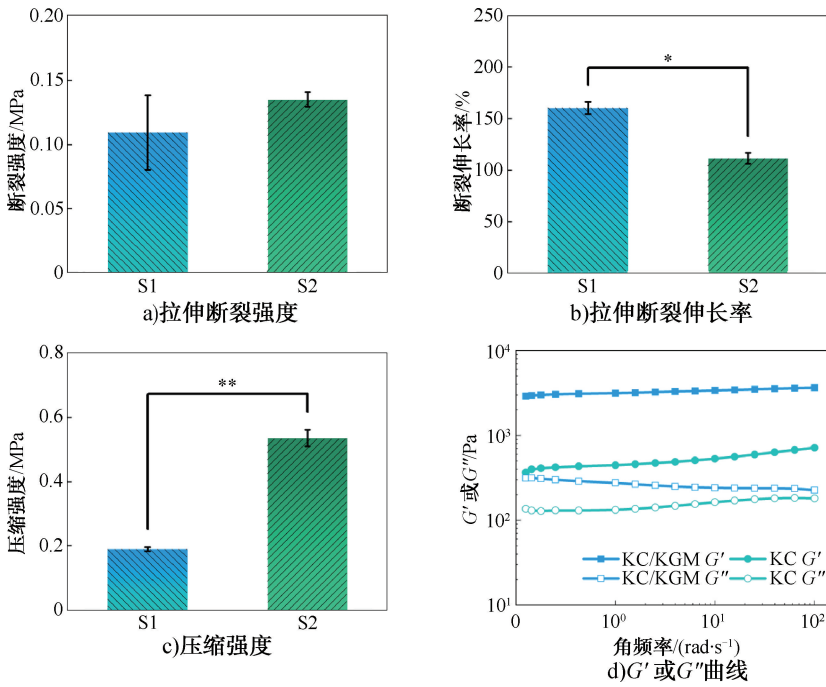 0.20
0.15
0.10
0.05
0
断裂强度/MPa
S1
S2
a)拉伸断裂强度
250
200
150
100
50
0
断裂伸长率/%
*
S1
S2
b)拉伸断裂伸长率
0.8
0.6
0.4
0.2
0
压缩强度/MPa
**
S1
S2
c)压缩强度
10⁴
10³
10²
10¹
G′ 或G″/Pa
KC/KGM G′
KC G′
KC/KGM G″
KC G″
0
10⁰
10¹
10²
角频率/(rad·s⁻¹)
d)G′ 或G″曲线